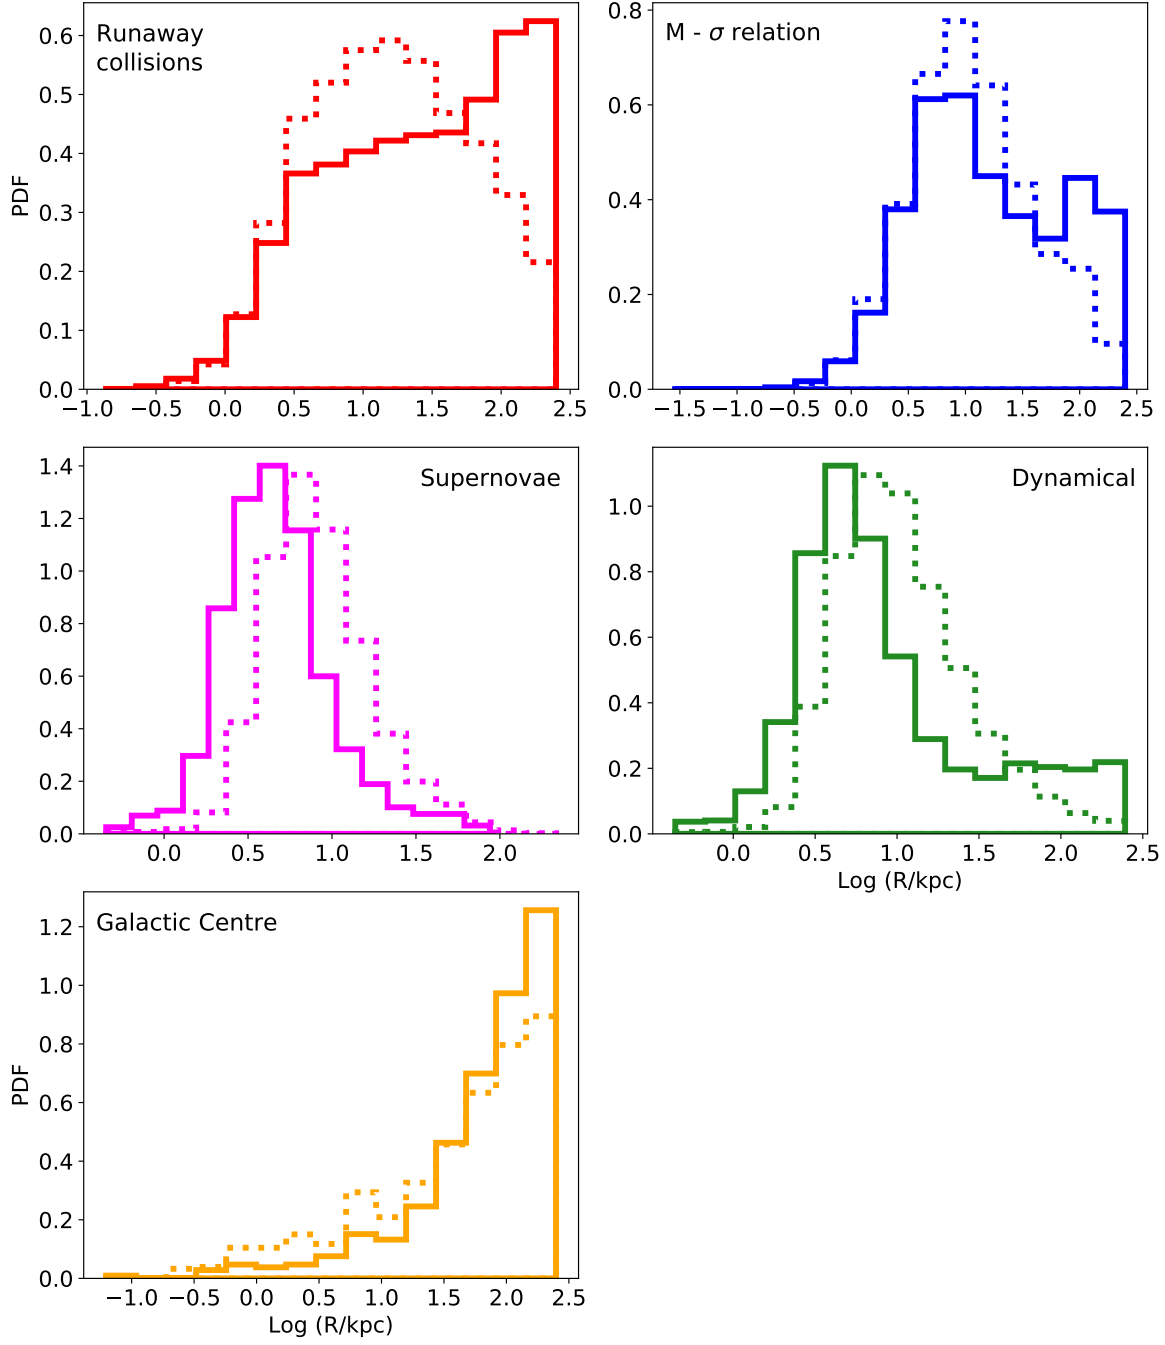 Runaway
collisions
PDF
0.6
0.5
0.4
0.3
0.2
0.1
0.0
−1.0 −0.5 0.0 0.5 1.0 1.5 2.0 2.5
M - σ relation
0.8
0.6
0.4
0.2
0.0
−1.5 −1.0 −0.5 0.0 0.5 1.0 1.5 2.0 2.5
Supernovae
1.4
1.2
1.0
0.8
0.6
0.4
0.2
0.0
0.0 0.5 1.0 1.5 2.0
Dynamical
1.0
0.8
0.6
0.4
0.2
0.0
0.0 0.5 1.0 1.5 2.0 2.5
Log (R/kpc)
Galactic Centre
PDF
1.2
1.0
0.8
0.6
0.4
0.2
0.0
−1.0 −0.5 0.0 0.5 1.0 1.5 2.0 2.5
Log (R/kpc)